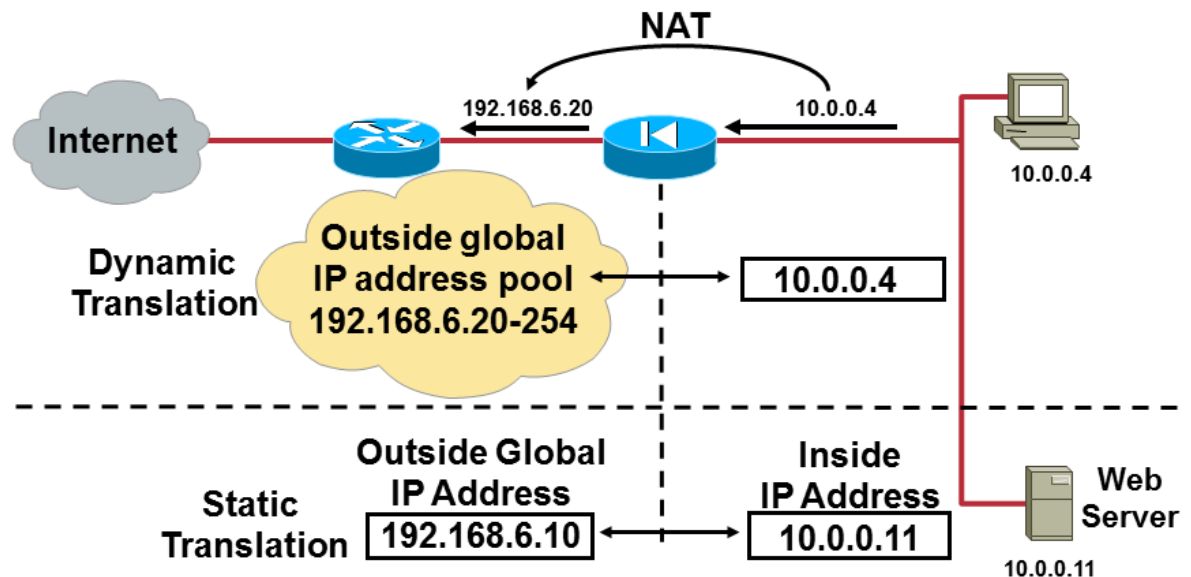 NAT
192.168.6.20
10.0.0.4
Internet
10.0.0.4
Dynamic
Translation
Outside global
IP address pool
192.168.6.20-254
10.0.0.4
Static
Translation
Outside Global
IP Address
192.168.6.10
Inside
IP Address
10.0.0.11
Web
Server
10.0.0.11